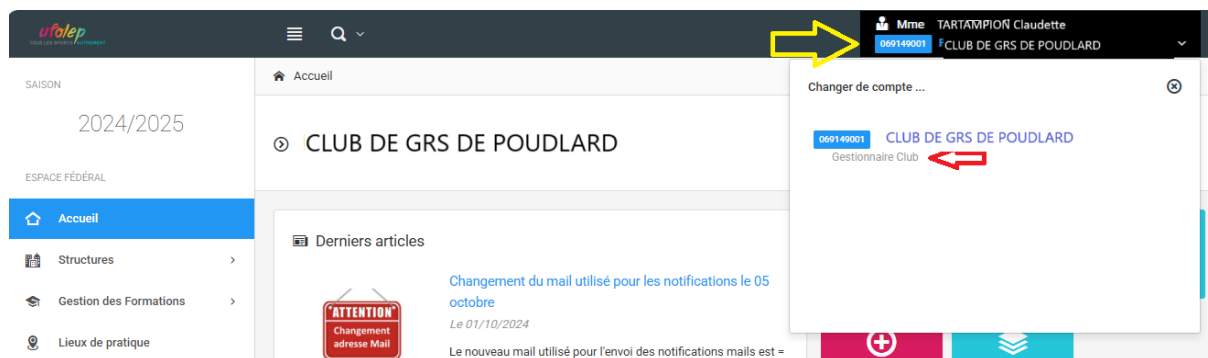 ufolep
TOUS LES SPORTS AUTREMENT
Mme TARTAMPION Claudette
069149001 CLUB DE GRS DE POUDLARD
SAISON
2024/2025
ESPACE FÉDÉRAL
Accueil
Structures
Gestion des Formations
Lieux de pratique
Accueil
CLUB DE GRS DE POUDLARD
Derniers articles
ATTENTION
Changement
adresse Mail
Changement du mail utilisé pour les notifications le 05
octobre
Le 01/10/2024
Le nouveau mail utilisé pour l'envoi des notifications mails est =
Changer de compte ...
069149001 CLUB DE GRS DE POUDLARD
Gestionnaire Club